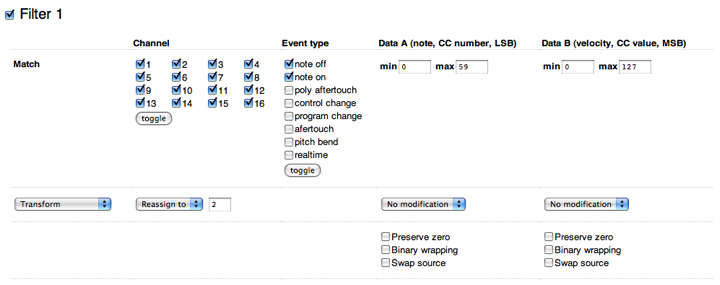 Filter 1
Channel Event type Data A (note, CC number, LSB) Data B (velocity, CC value, MSB)
Match 1 2 3 4 note off min 0 max 59 min 0 max 127
5 6 7 8 note on
9 10 11 12 poly aftertouch
13 14 15 16 control change
toggle program change
afertouch
pitch bend
realtime
toggle
Transform Reassign to 2 No modification No modification
Preserve zero Preserve zero
Binary wrapping Binary wrapping
Swap source Swap source